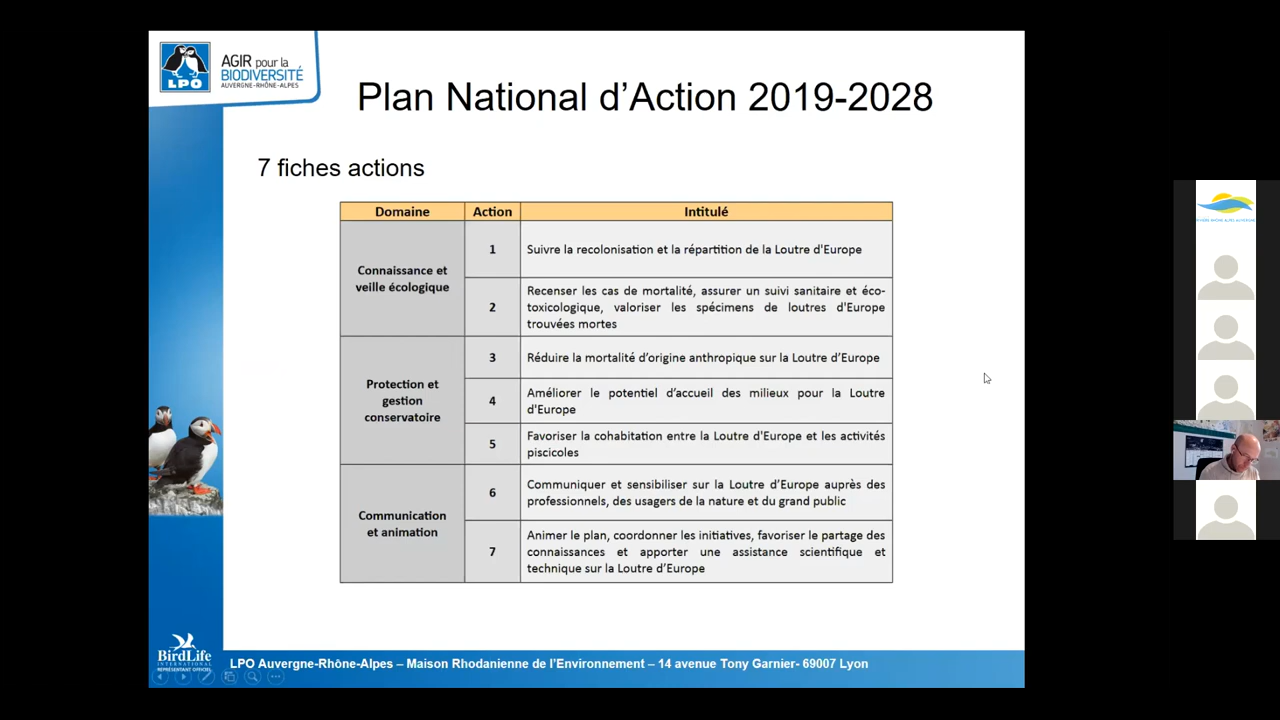 AGIR pour la
BIODIVERSITÉ
AUVERGNE-RHÔNE-ALPES
LPO
Plan National d’Action 2019-2028
7 fiches actions
Domaine Action Intitulé
Connaissance et
veille écologique
1 Suivre la recolonisation et la répartition de la Loutre d'Europe
2 Recenser les cas de mortalité, assurer un suivi sanitaire et éco-
toxicologique, valoriser les spécimens de loutres d'Europe
trouvées mortes
Protection et
gestion
conservatoire
3 Réduire la mortalité d’origine anthropique sur la Loutre d’Europe
4 Améliorer le potentiel d’accueil des milieux pour la Loutre
d'Europe
5 Favoriser la cohabitation entre la Loutre d'Europe et les activités
piscicoles
Communication
et animation
6 Communiquer et sensibiliser sur la Loutre d’Europe auprès des
professionnels, des usagers de la nature et du grand public
7 Animer le plan, coordonner les initiatives, favoriser le partage des
connaissances et apporter une assistance scientifique et
technique sur la Loutre d’Europe
BirdLife
INTERNATIONAL
REPRÉSENTANT OFFICIEL
LPO Auvergne-Rhône-Alpes – Maison Rhodanienne de l’Environnement – 14 avenue Tony Garnier- 69007 Lyon